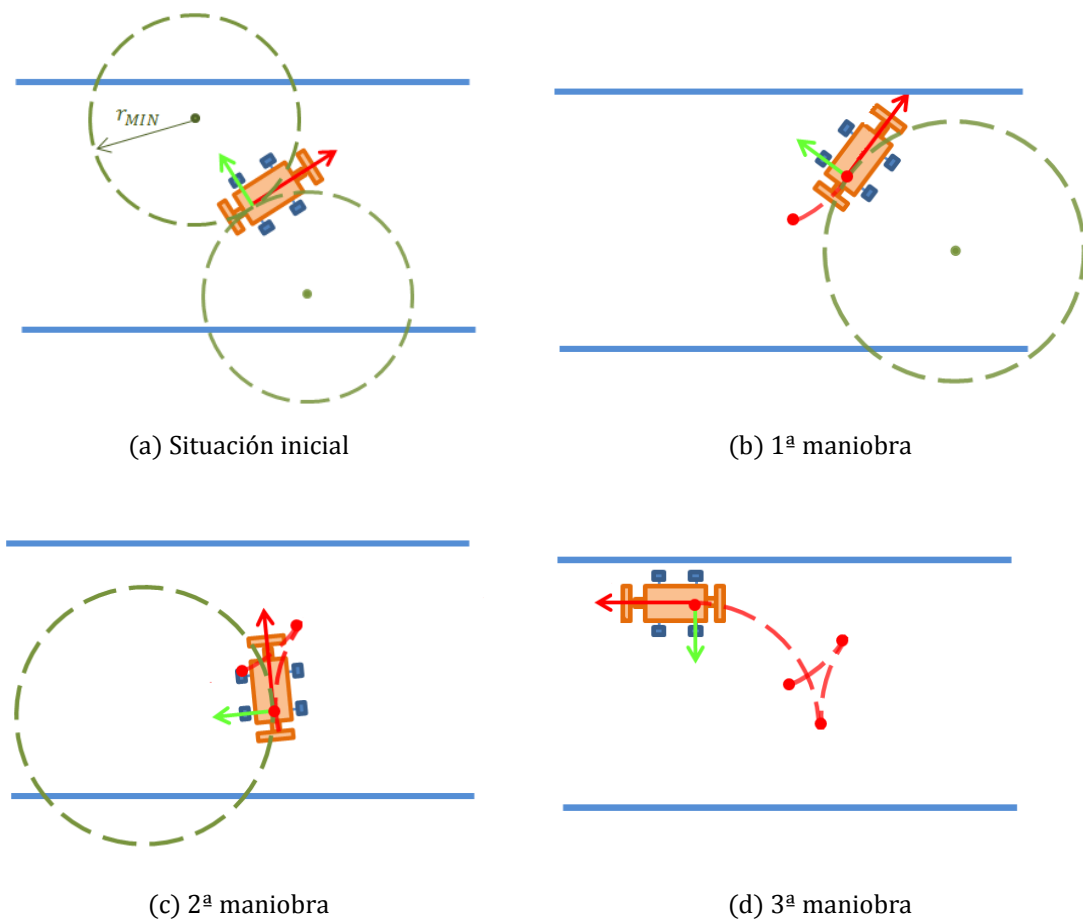 r_MIN
(a) Situación inicial
(b) 1ª maniobra
(c) 2ª maniobra
(d) 3ª maniobra